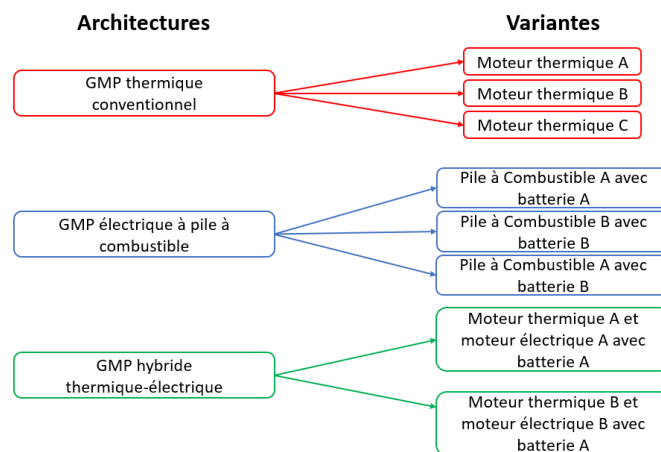 Architectures
Variantes
GMP thermique
conventionnel
Moteur thermique A
Moteur thermique B
Moteur thermique C
GMP électrique à pile à
combustible
Pile à Combustible A avec
batterie A
Pile à Combustible B avec
batterie B
Pile à Combustible A avec
batterie B
GMP hybride
thermique-électrique
Moteur thermique A et
moteur électrique A avec
batterie A
Moteur thermique B et
moteur électrique B avec
batterie A